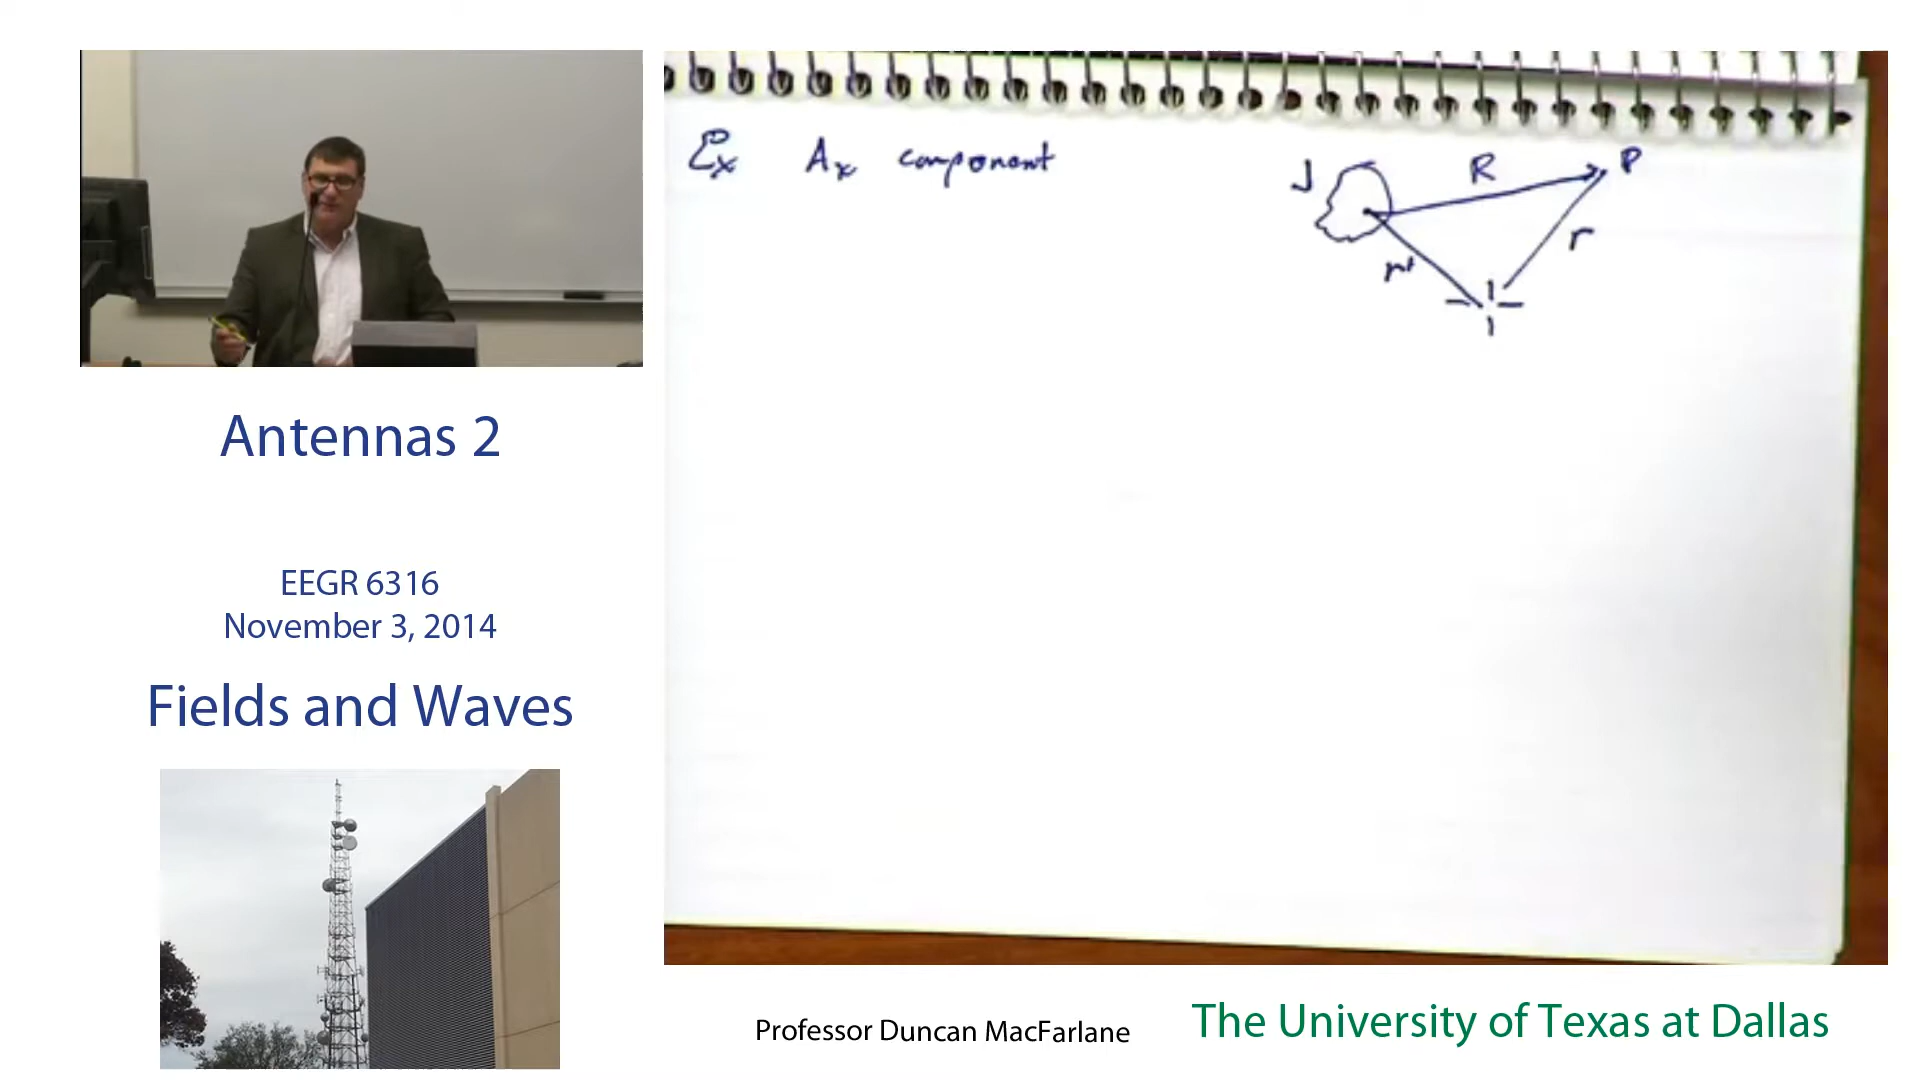 Ex Ax component
J
R
P
r'
r
Antennas 2
EEGR 6316
November 3, 2014
Fields and Waves
Professor Duncan MacFarlane
The University of Texas at Dallas